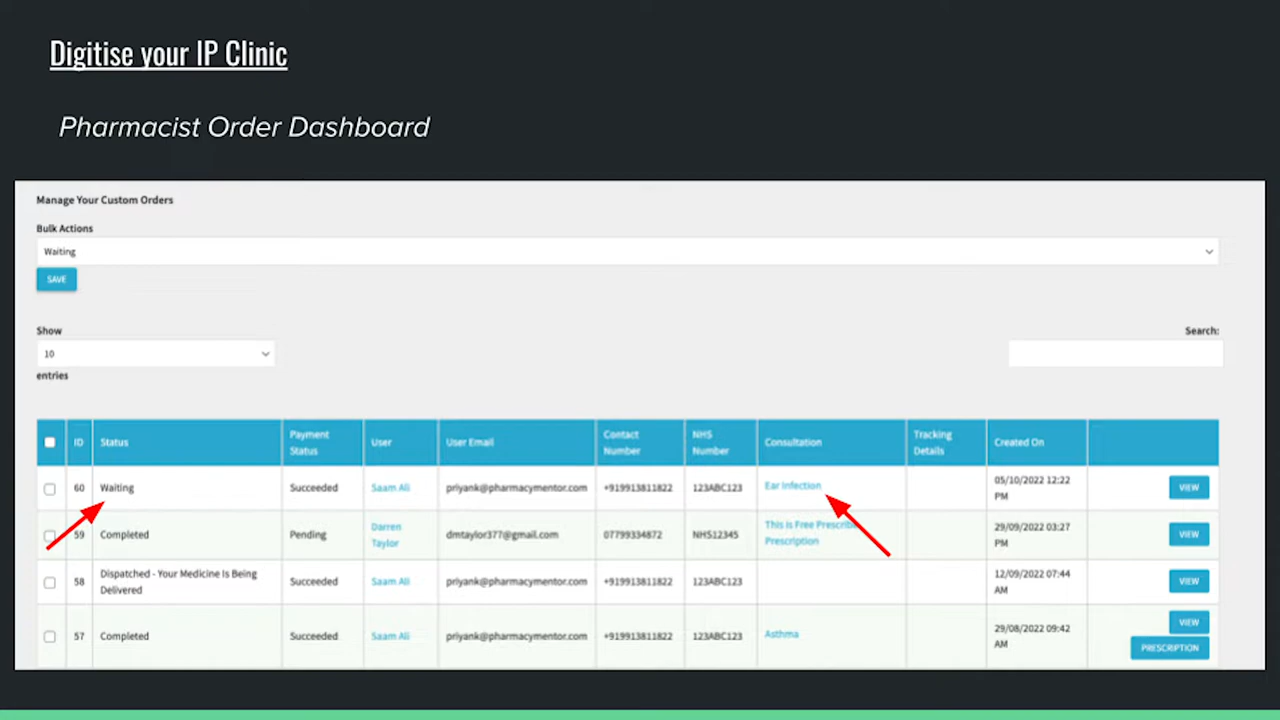 Digitise your IP Clinic
Pharmacist Order Dashboard
Manage Your Custom Orders
Bulk Actions
Waiting
SAVE
Show
10
entries
Search:
ID Status Payment Status User User Email Contact Number NHS Number Consultation Tracking Details Created On
60 Waiting Succeeded Saam Ali priyank@pharmacymentor.com +919913811822 123ABC123 Ear Infection 05/10/2022 12:22 PM VIEW
59 Completed Pending Darren Taylor dmtaylor377@gmail.com 07799334872 NHS12345 This is Free Prescribe Prescription 29/09/2022 03:27 PM VIEW
58 Dispatched - Your Medicine Is Being Delivered Succeeded Saam Ali priyank@pharmacymentor.com +919913811822 123ABC123 12/09/2022 07:44 AM VIEW
57 Completed Succeeded Saam Ali priyank@pharmacymentor.com +919913811822 123ABC123 Asthma 29/08/2022 09:42 AM VIEW
PRESCRIPTION